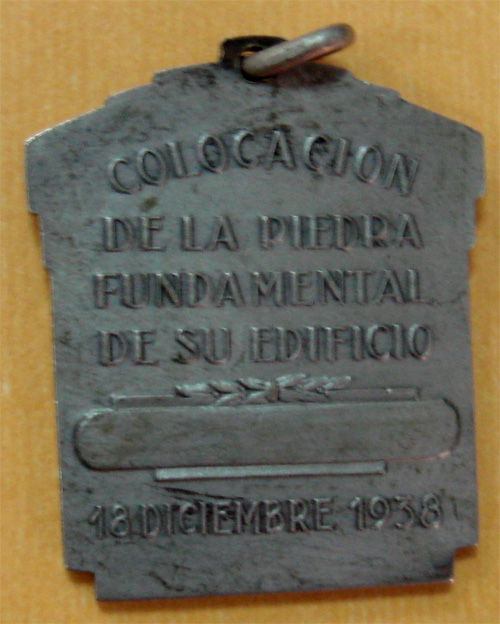 COLOCACION
DE LA PIEDRA
FUNDAMENTAL
DE SU EDIFICIO
18 DICIEMBRE 1938